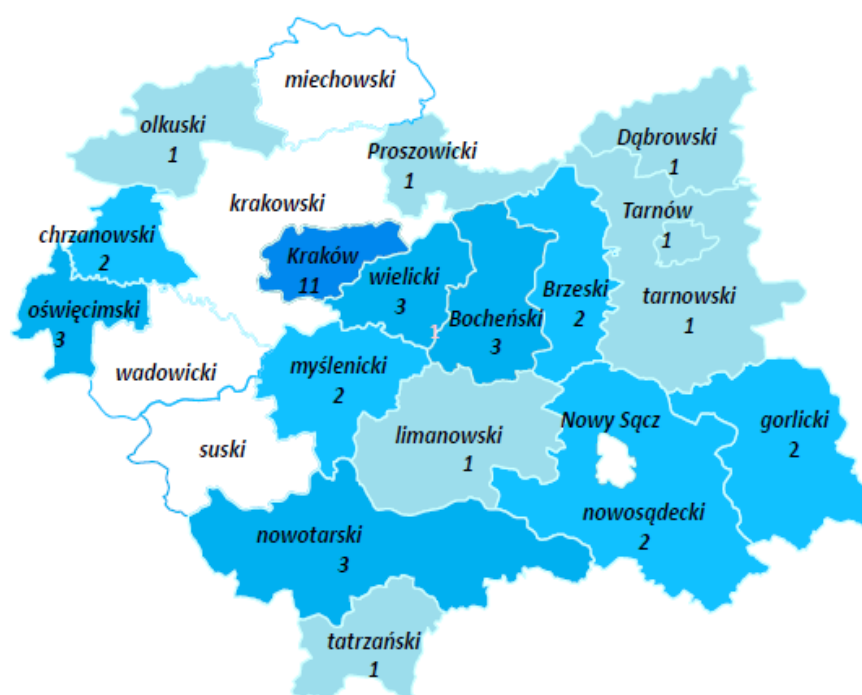 miechowski
olkuski
1
Proszowicki
1
Dąbrowski
1
krakowski
Tarnów
1
chrzanowski
2
Kraków
11
wielicki
3
1
oświęcimski
3
Bocheński
3
Brzeski
2
tarnowski
1
wadowicki
myślenicki
2
limanowski
1
Nowy Sącz
gorlicki
2
suski
nowosądecki
2
nowotarski
3
tatrzański
1